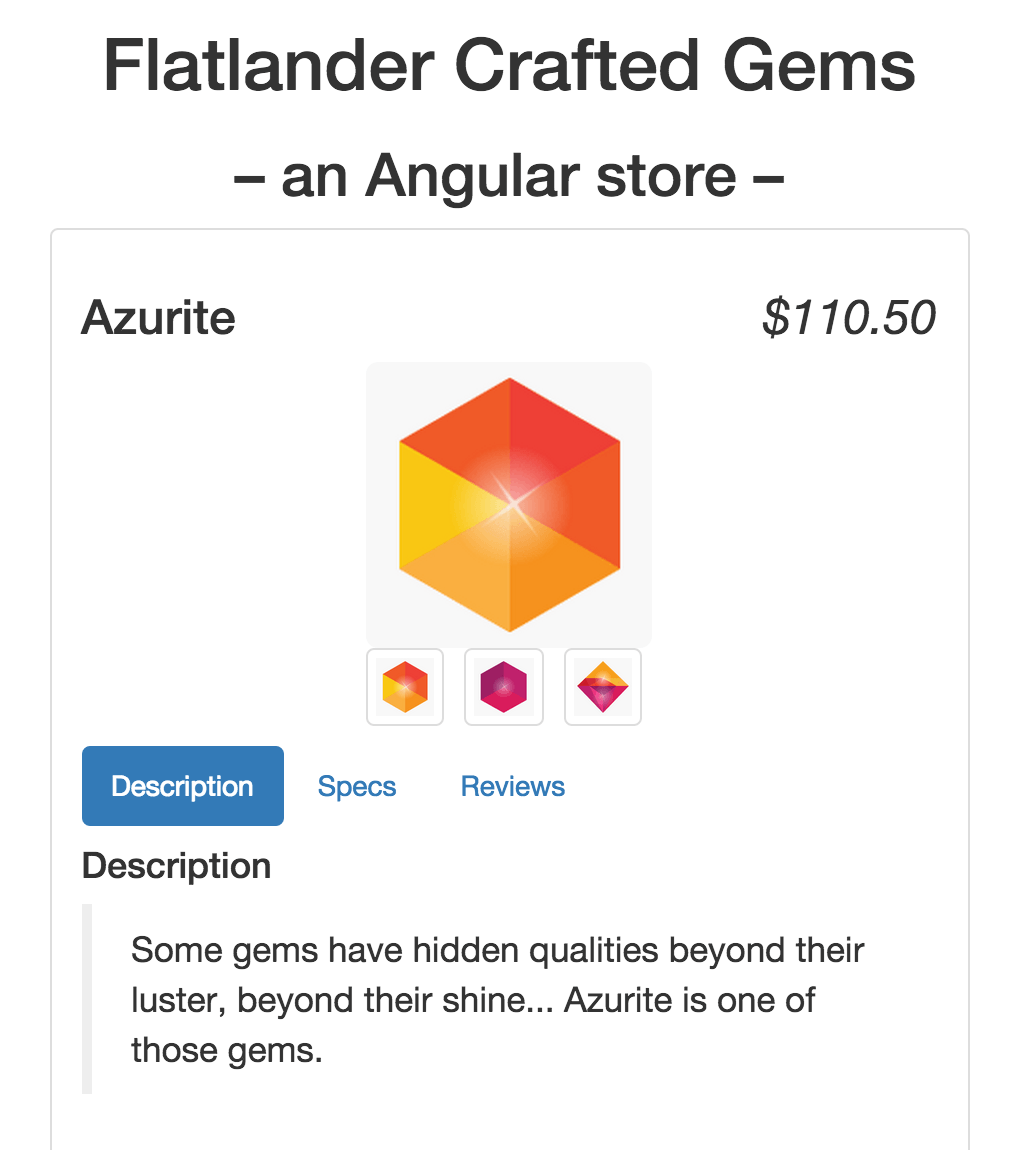 Flatlander Crafted Gems
– an Angular store –
Azurite
$110.50
Description
Specs
Reviews
Description
Some gems have hidden qualities beyond their
luster, beyond their shine... Azurite is one of
those gems.